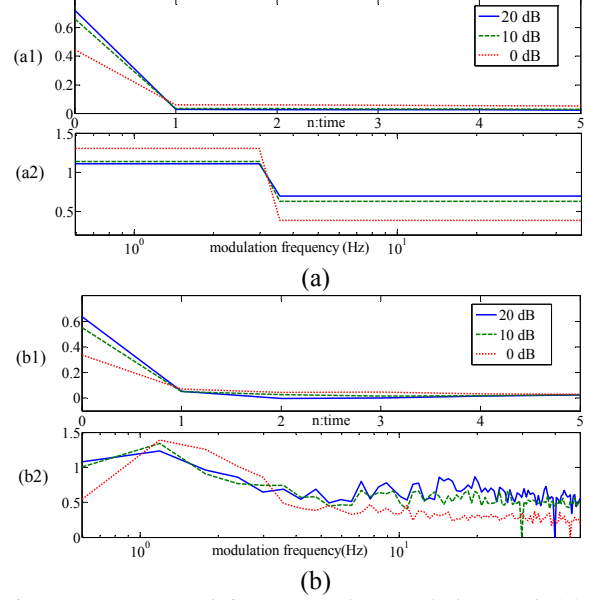 0.6
0.4
0.2
0
20 dB
10 dB
0 dB
(a1)
0 1 2 3 4 5
n:time
1.5
1
0.5
(a2)
10^0 10^1
modulation frequency (Hz)
(a)
0.6
0.4
0.2
0
20 dB
10 dB
0 dB
(b1)
0 1 2 3 4 5
n:time
1.5
1
0.5
0
(b2)
10^0 10^1
modulation frequency(Hz)
(b)